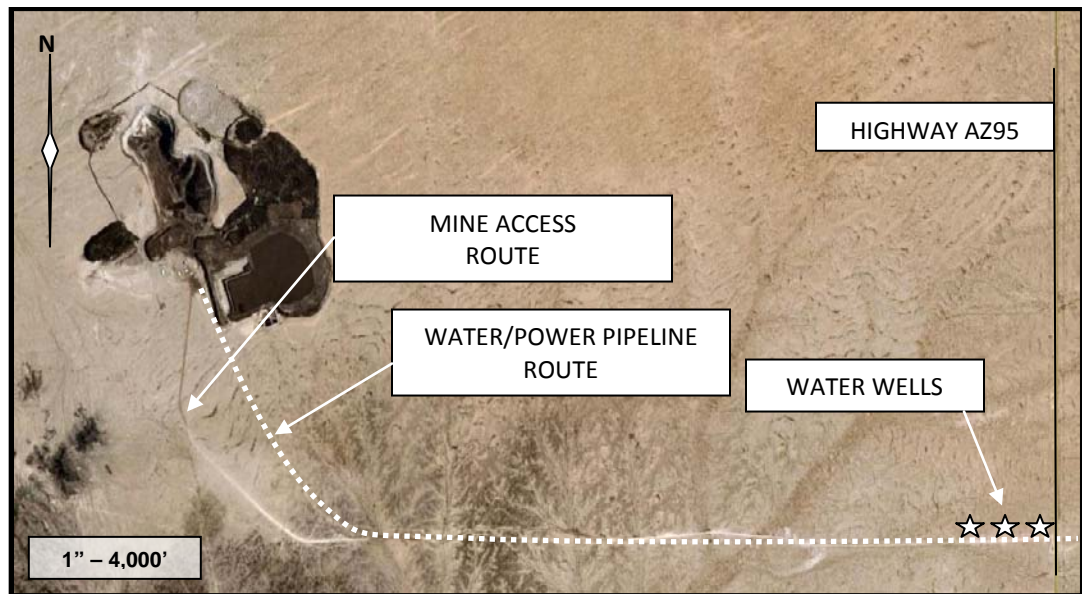 N
HIGHWAY AZ95
MINE ACCESS
ROUTE
WATER/POWER PIPELINE
ROUTE
WATER WELLS
1” – 4,000’